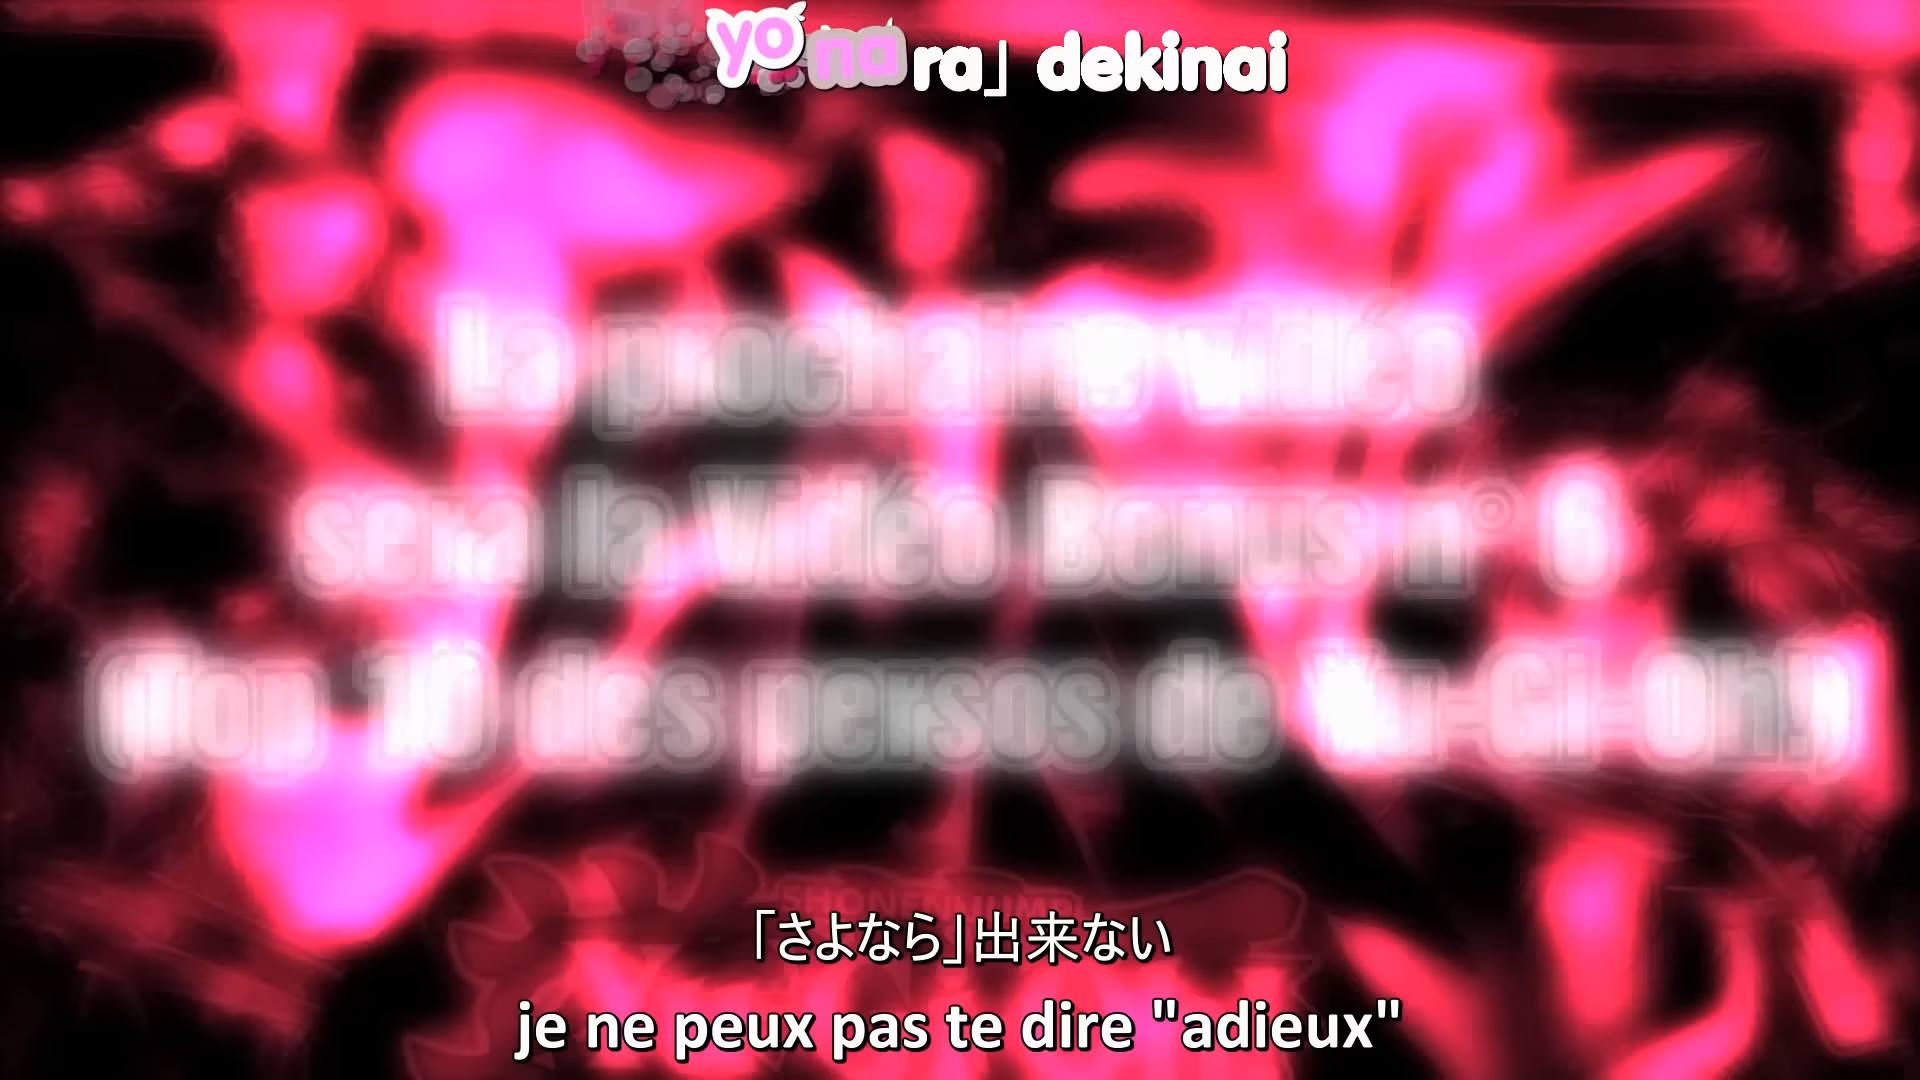 yonara」 dekinai
La prochaine vidéo
sera la Vidéo Bonus n° 6
(Top 10 des persos de Yu-Gi-Oh!)
SHONENMUMP
「さよなら」出来ない
je ne peux pas te dire "adieux"